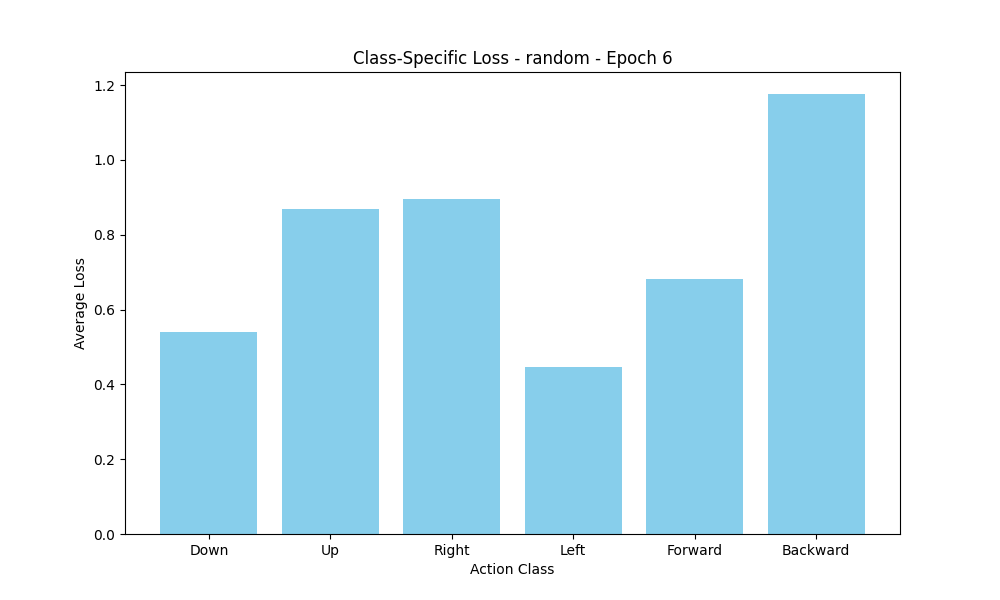 Class-Specific Loss - random - Epoch 6
Average Loss
1.2
1.0
0.8
0.6
0.4
0.2
0.0
Down Up Right Left Forward Backward
Action Class